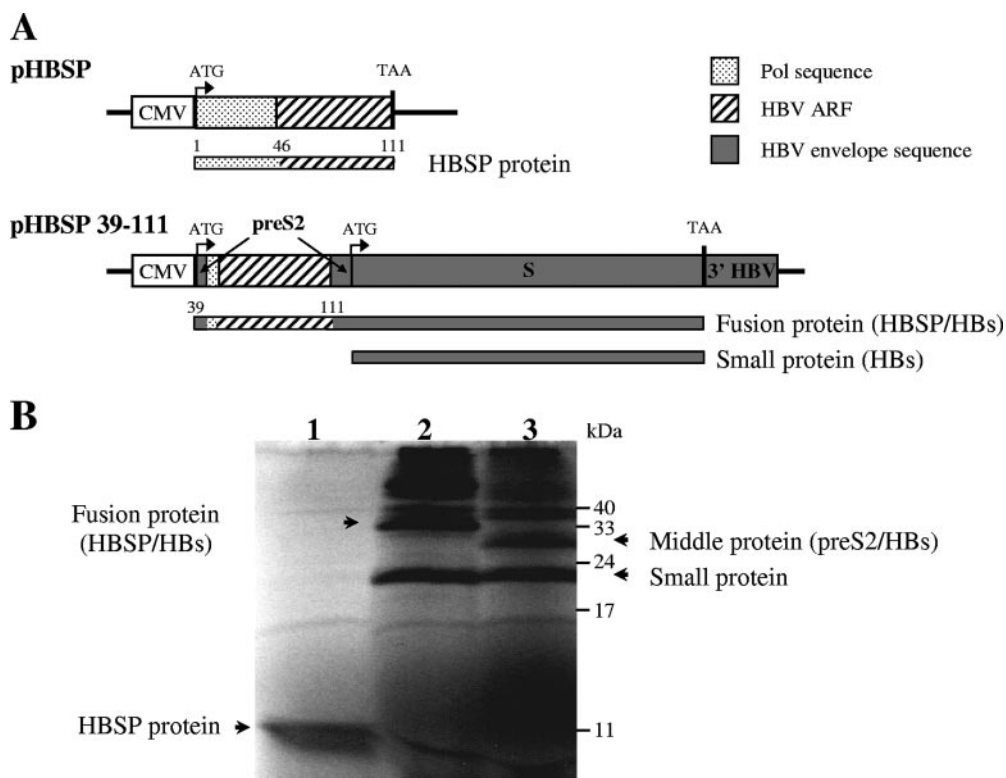 A
pHBSP
ATG
TAA
CMV
1 46 111
HBSP protein
Pol sequence
HBV ARF
HBV envelope sequence
pHBSP 39-111
ATG
preS2
ATG
TAA
CMV
S
3' HBV
39 111
Fusion protein (HBSP/HBs)
Small protein (HBs)
B
1 2 3 kDa
Fusion protein
(HBSP/HBs)
40
33
Middle protein (preS2/HBs)
24
Small protein
17
HBSP protein
11